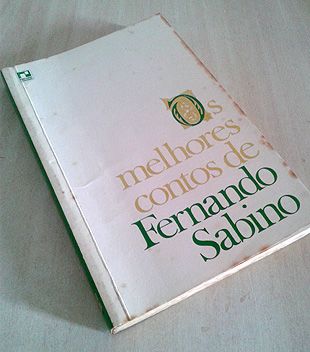 Os
melhores
contos de
Fernando
Sabino